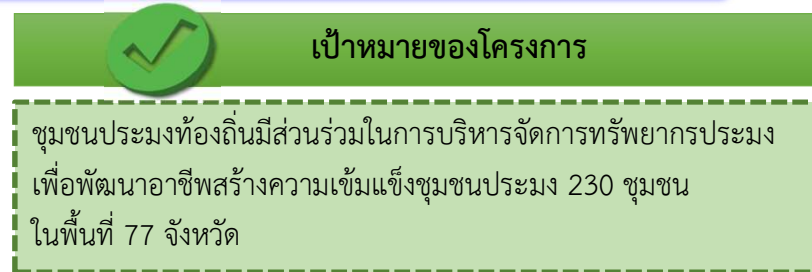 เป้าหมายของโครงการ
ชุมชนประมงท้องถิ่นมีส่วนร่วมในการบริหารจัดการทรัพยากรประมง
เพื่อพัฒนาอาชีพสร้างความเข้มแข็งชุมชนประมง 230 ชุมชน
ในพื้นที่ 77 จังหวัด